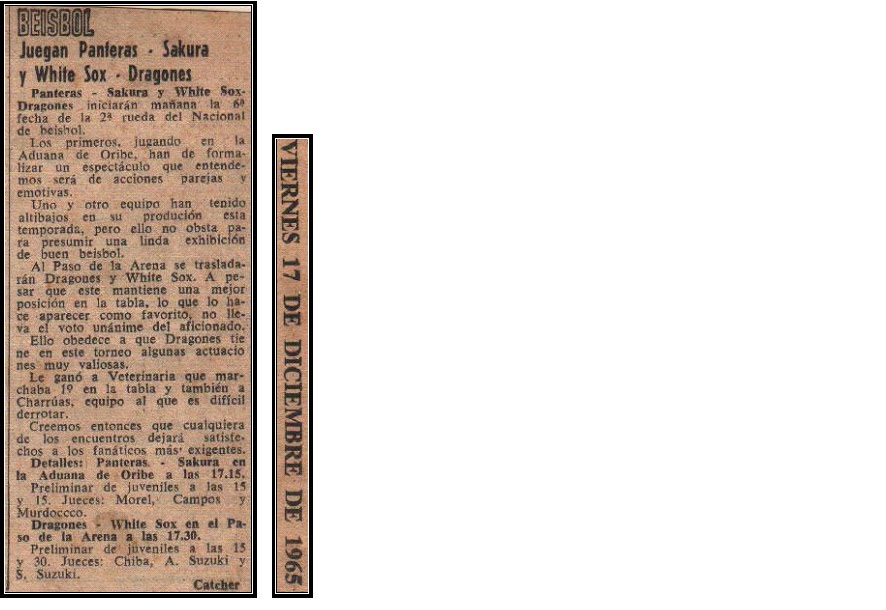 BEISBOL
Juegan Panteras - Sakura
y White Sox - Dragones
Panteras - Sakura y White Sox-
Dragones iniciarán mañana la 6ª
fecha de la 2ª rueda del Nacional
de beisbol.
Los primeros, jugando en la
Aduana de Oribe, han de forma-
lizar un espectáculo que entende-
mos será de acciones parejas y
emotivas.
Uno y otro equipo han tenido
altibajos en su produción esta
temporada, pero ello no obsta pa-
ra presumir una linda exhibición
de buen beisbol.
Al Paso de la Arena se traslada-
rán Dragones y White Sox. A pe-
sar que este mantiene una mejor
posición en la tabla, lo que lo ha-
ce aparecer como favorito, no lle-
va el voto unánime del aficionado.
Ello obedece a que Dragones tie
ne en este torneo algunas actuacio
nes muy valiosas.
Le ganó a Veterinaria que mar-
chaba 1º en la tabla y también a
Charrúas, equipo al que es difícil
derrotar.
Creemos entonces que cualquiera
de los encuentros dejará satisfe-
chos a los fanáticos más exigentes.
Detalles: Panteras. - Sakura en
la Aduana de Oribe a las 17.15.
Preliminar de juveniles a las 15
y 15. Jueces: Morel, Campos y
Murdoccco.
Dragones - White Sox en el Pa-
so de la Arena a las 17.30.
Preliminar de juveniles a las 15
y 30. Jueces: Chiba, A. Suzuki y
S. Suzuki.
Catcher
VIERNES 17 DE DICIEMBRE DE 1965